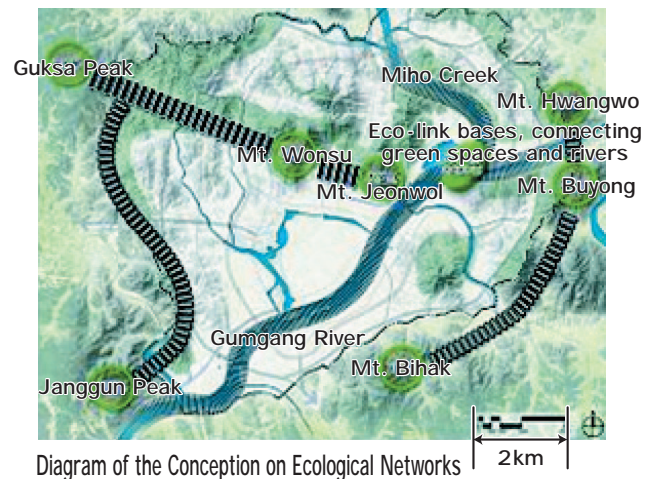 Guksa Peak
Miho Creek
Mt. Hwangwo
Eco-link bases, connecting
green spaces and rivers
Mt. Wonsu
Mt. Jeonwol
Mt. Buyong
Gumgang River
Mt. Bihak
Janggun Peak
2km
Diagram of the Conception on Ecological Networks